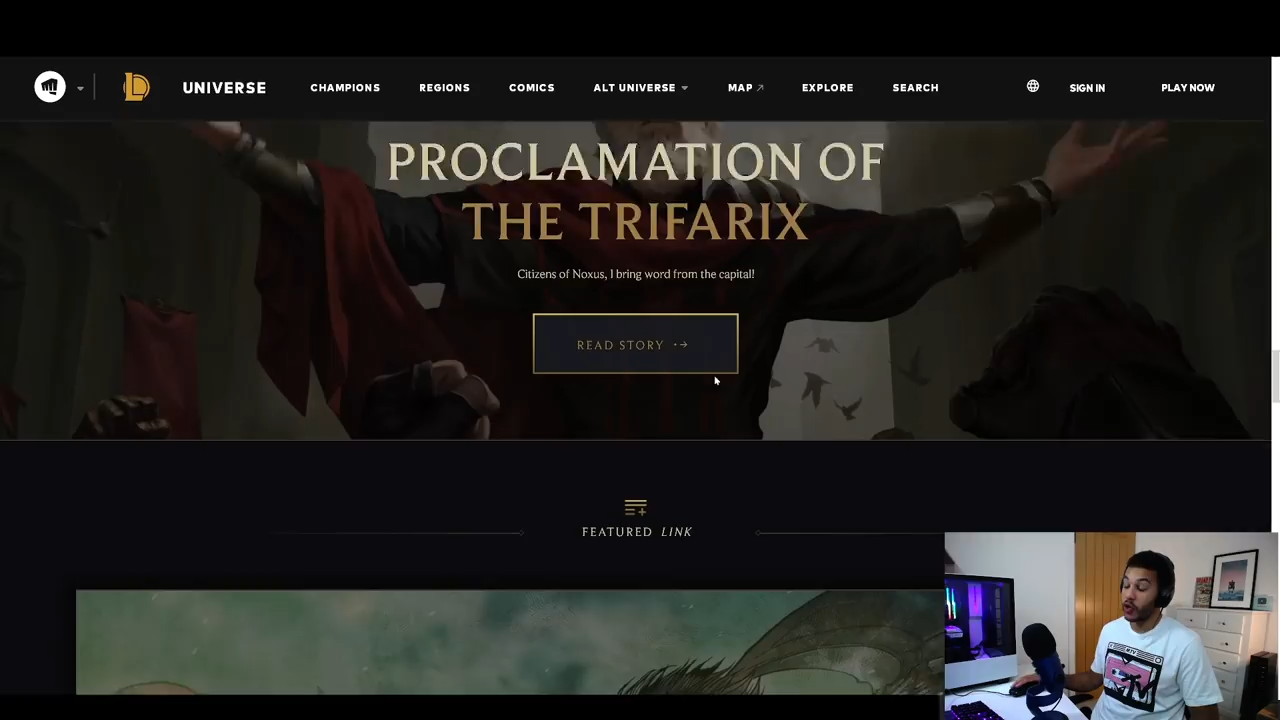 UNIVERSE CHAMPIONS REGIONS COMICS ALT UNIVERSE MAP EXPLORE SEARCH SIGN IN PLAY NOW
PROCLAMATION OF
THE TRIFARIX
Citizens of Noxus, I bring word from the capital!
READ STORY
FEATURED LINK
MTV